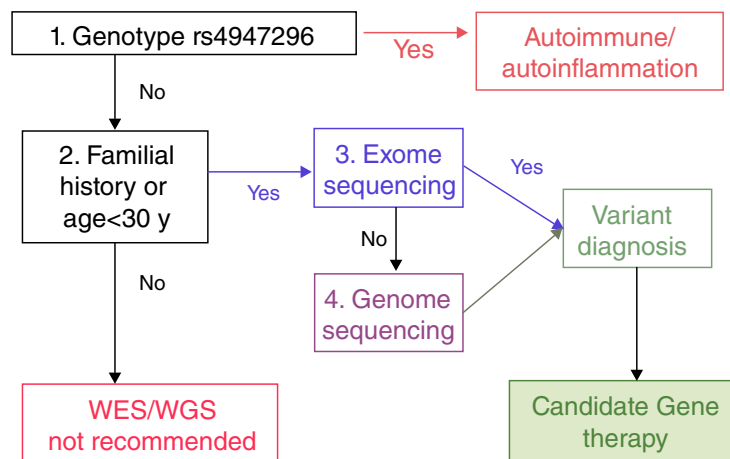 1. Genotype rs4947296
Yes
Autoimmune/
autoinflammation
No
2. Familial
history or
age<30 y
Yes
3. Exome
sequencing
Yes
Variant
diagnosis
No
No
4. Genome
sequencing
WES/WGS
not recommended
Candidate Gene
therapy